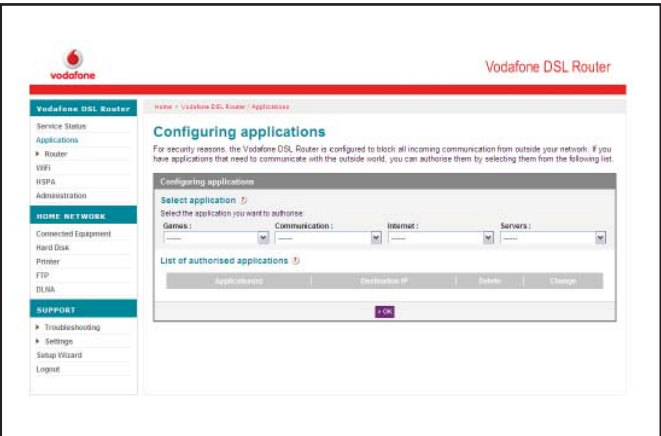 vodafone
Vodafone DSL Router
Vodafone DSL Router
Service Status
Applications
Router
WiFi
HSPA
Administration
HOME NETWORK
Connected Equipment
Hard Disk
Printer
FTP
DLNA
SUPPORT
Troubleshooting
Settings
Setup Wizard
Logout
Home > Vodafone DSL Router / Applications
Configuring applications
For security reasons, the Vodafone DSL Router is configured to block all incoming communication from outside your network. If you
have applications that need to communicate with the outside world, you can authorise them by selecting them from the following list.
Configuring applications
Select application
Select the application you want to authorise:
Games : Communication : Internet : Servers :
------ ------ ------ ------
List of authorised applications
Application(s) Destination IP Delete Change
> OK